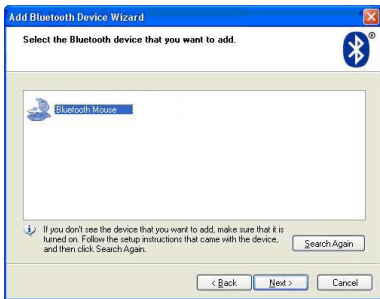 Add Bluetooth Device Wizard
Select the Bluetooth device that you want to add.
®
Bluetooth Mouse
If you don't see the device that you want to add, make sure that it is
turned on. Follow the setup instructions that came with the device,
and then click Search Again.
Search Again
< Back
Next >
Cancel